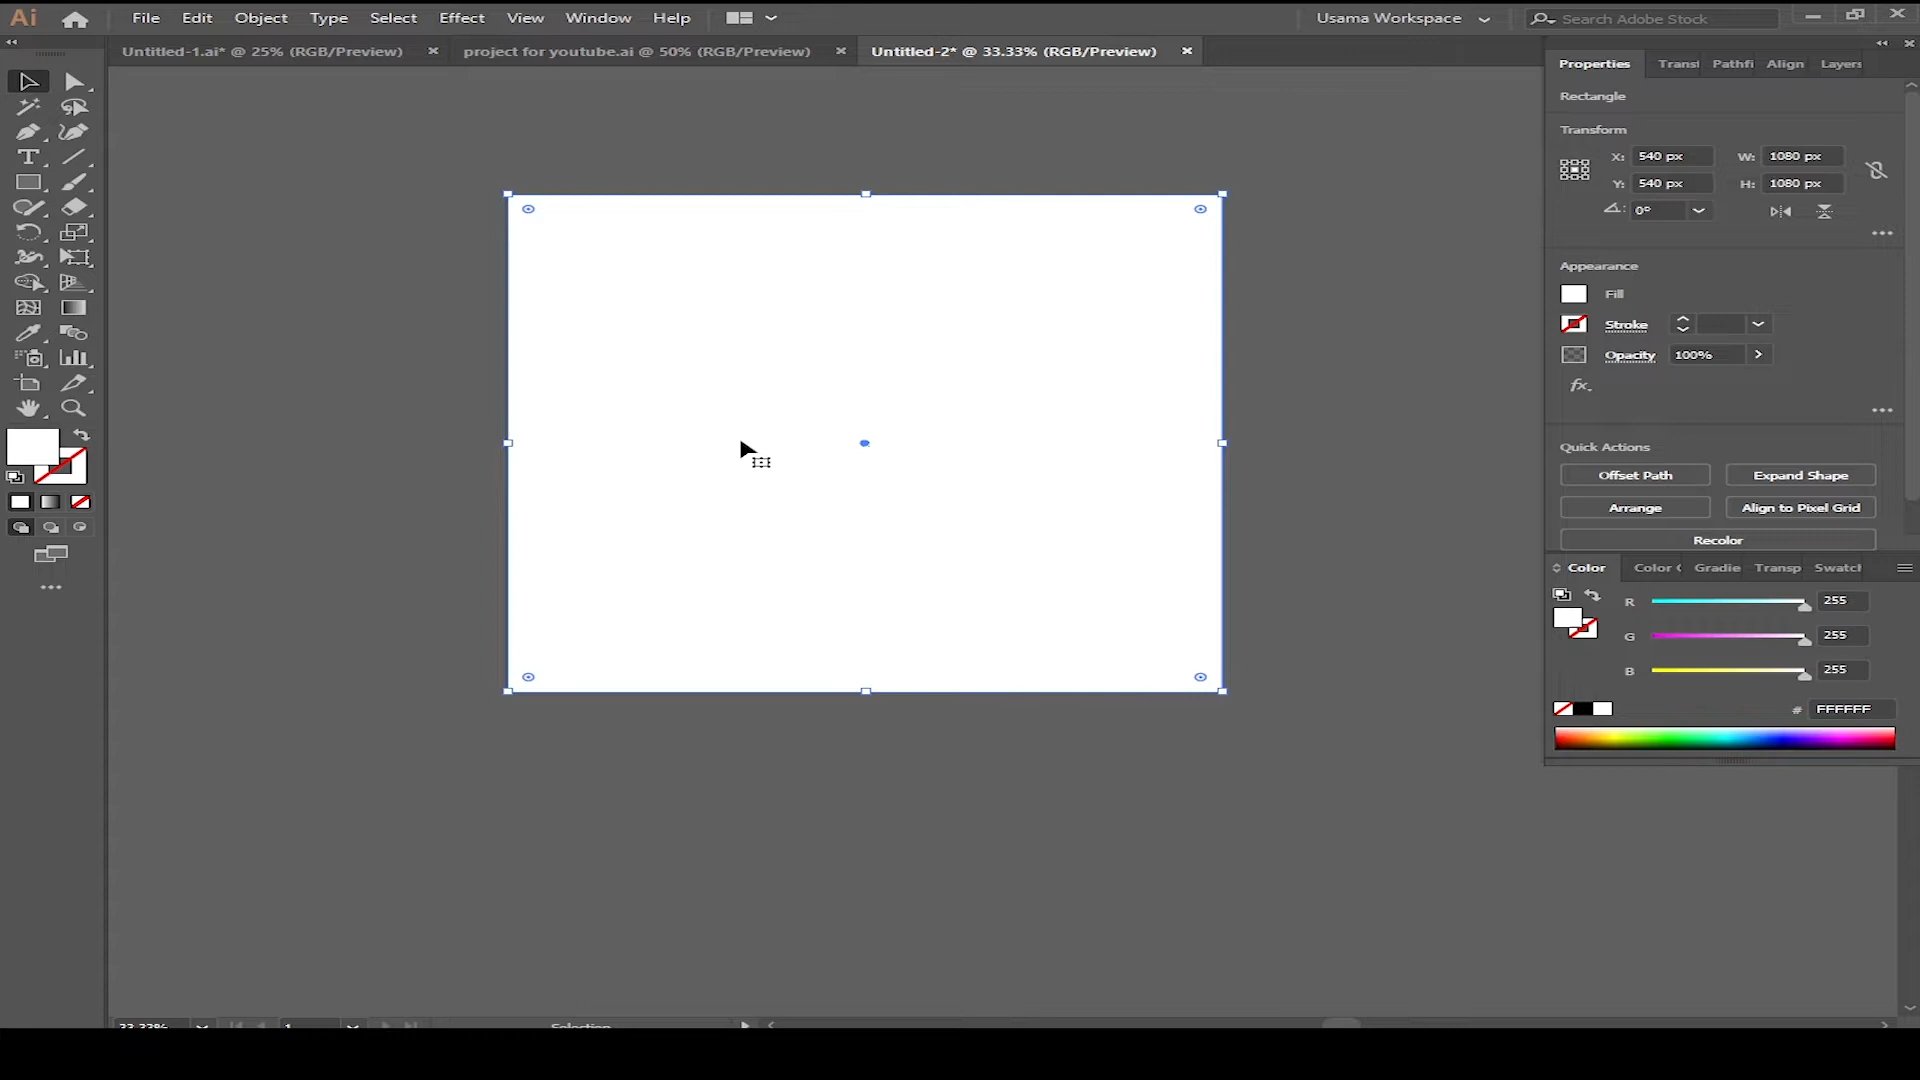 Ai File Edit Object Type Select Effect View Window Help Usama Workspace Search Adobe Stock
Untitled-1.ai* @ 25% (RGB/Preview) project for youtube.ai @ 50% (RGB/Preview) Untitled-2* @ 33.33% (RGB/Preview)
Properties Transf Pathfi Align Layers
Rectangle
Transform
X: 540 px W: 1080 px
Y: 540 px H: 1080 px
0°
Appearance
Fill
Stroke
Opacity 100%
fx.
Quick Actions
Offset Path Expand Shape
Arrange Align to Pixel Grid
Recolor
Color Color G Gradie Transp Swatch
R 255
G 255
B 255
# FFFFFF
33.33% 1 Selection